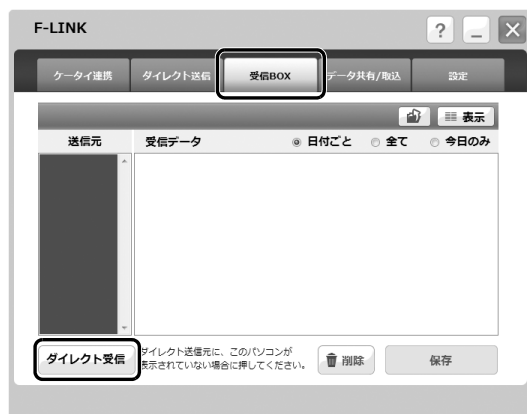 F-LINK
?
ケータイ連携 ダイレクト送信 受信BOX データ共有/取込 設定
表示
送信元 受信データ 日付ごと 全て 今日のみ
ダイレクト受信
ダイレクト送信元に、このパソコンが
表示されていない場合に押してください。
削除
保存